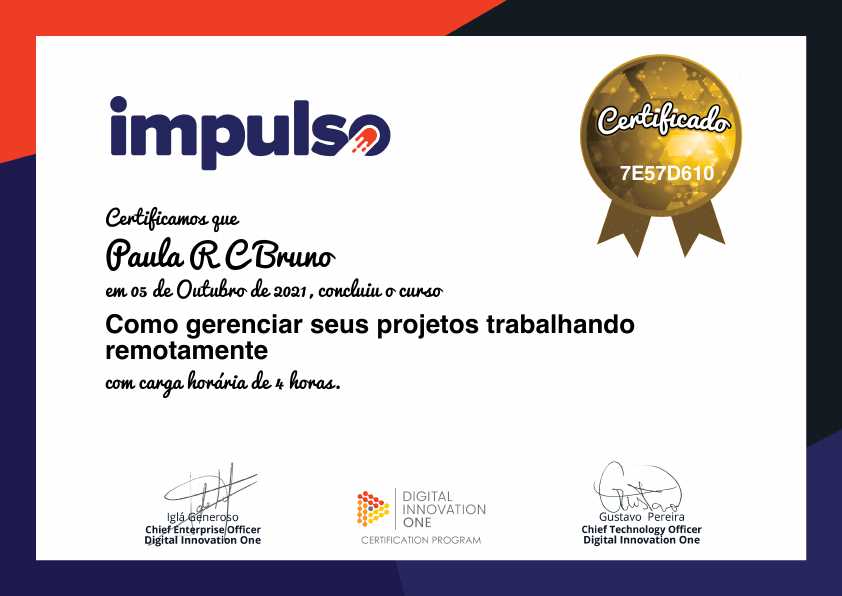 impulso
Certificado
7E57D610
Certificamos que
Paula R C Bruno
em 05 de Outubro de 2021, concluiu o curso
Como gerenciar seus projetos trabalhando
remotamente
com carga horária de 4 horas.
Iglá Generoso
Chief Enterprise Officer
Digital Innovation One
DIGITAL
INNOVATION
ONE
CERTIFICATION PROGRAM
Gustavo Pereira
Chief Technology Officer
Digital Innovation One